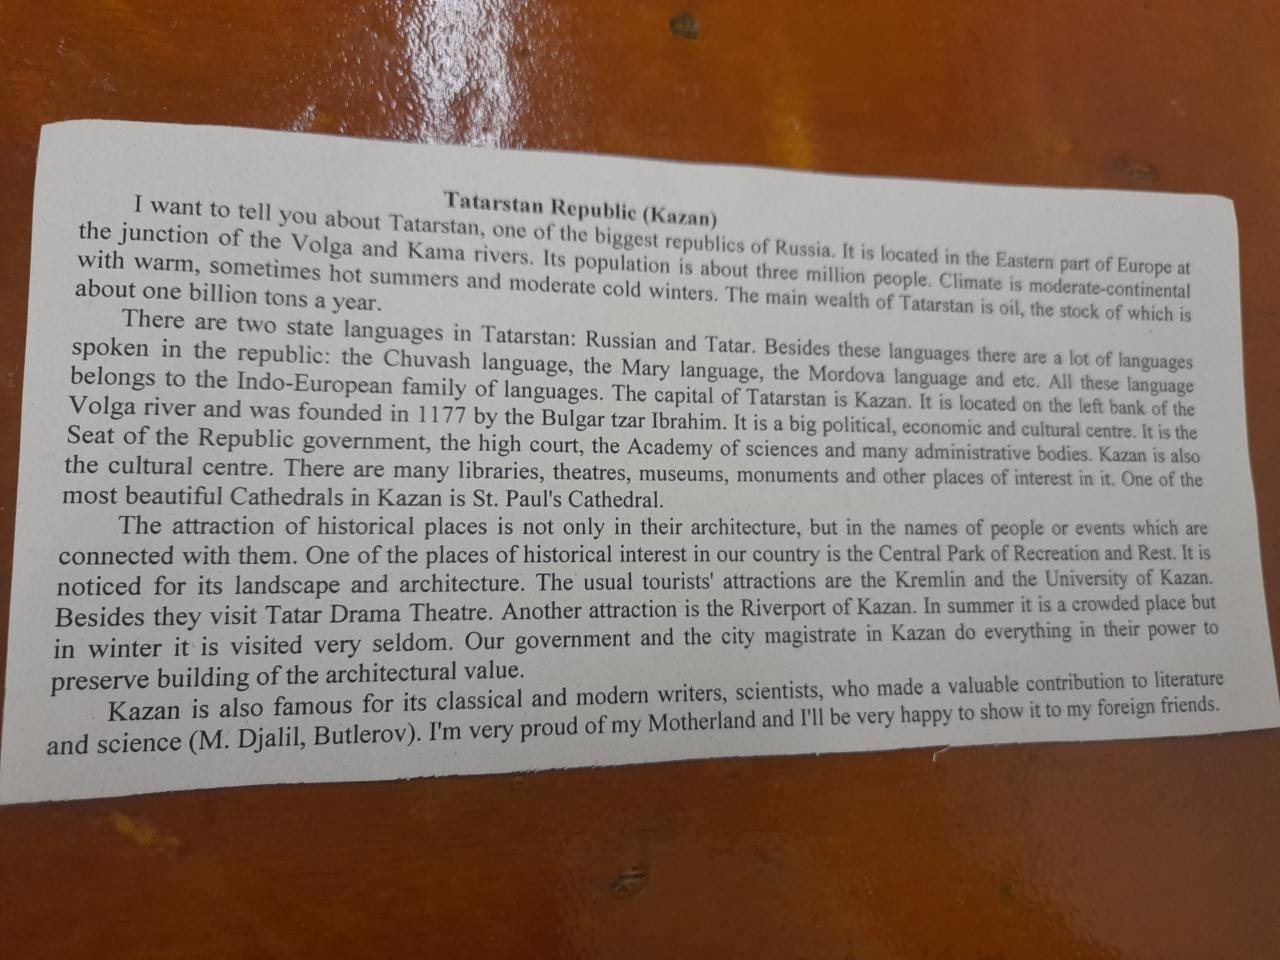 Tatarstan Republic (Kazan)
I want to tell you about Tatarstan, one of the biggest republics of Russia. It is located in the Eastern part of Europe at
the junction of the Volga and Kama rivers. Its population is about three million people. Climate is moderate-continental
with warm, sometimes hot summers and moderate cold winters. The main wealth of Tatarstan is oil, the stock of which is
about one billion tons a year.
There are two state languages in Tatarstan: Russian and Tatar. Besides these languages there are a lot of languages
spoken in the republic: the Chuvash language, the Mary language, the Mordova language and etc. All these language
belongs to the Indo-European family of languages. The capital of Tatarstan is Kazan. It is located on the left bank of the
Volga river and was founded in 1177 by the Bulgar tzar Ibrahim. It is a big political, economic and cultural centre. It is the
Seat of the Republic government, the high court, the Academy of sciences and many administrative bodies. Kazan is also
the cultural centre. There are many libraries, theatres, museums, monuments and other places of interest in it. One of the
most beautiful Cathedrals in Kazan is St. Paul's Cathedral.
The attraction of historical places is not only in their architecture, but in the names of people or events which are
connected with them. One of the places of historical interest in our country is the Central Park of Recreation and Rest. It is
noticed for its landscape and architecture. The usual tourists' attractions are the Kremlin and the University of Kazan.
Besides they visit Tatar Drama Theatre. Another attraction is the Riverport of Kazan. In summer it is a crowded place but
in winter it is visited very seldom. Our government and the city magistrate in Kazan do everything in their power to
preserve building of the architectural value.
Kazan is also famous for its classical and modern writers, scientists, who made a valuable contribution to literature
and science (M. Djalil, Butlerov). I'm very proud of my Motherland and I'll be very happy to show it to my foreign friends.